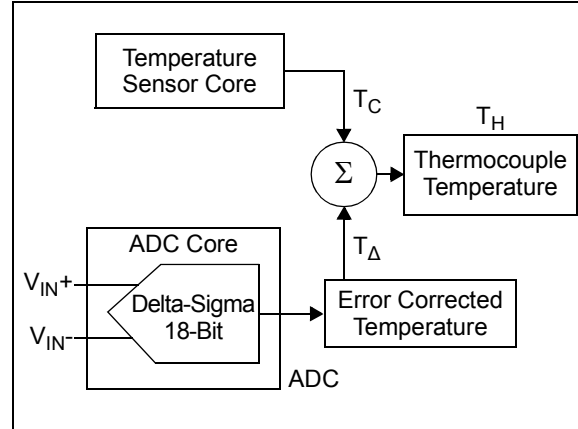 Temperature
Sensor Core
T_C
T_H
Σ
Thermocouple
Temperature
ADC Core
T_Δ
V_IN+
Delta-Sigma
18-Bit
V_IN-
Error Corrected
Temperature
ADC